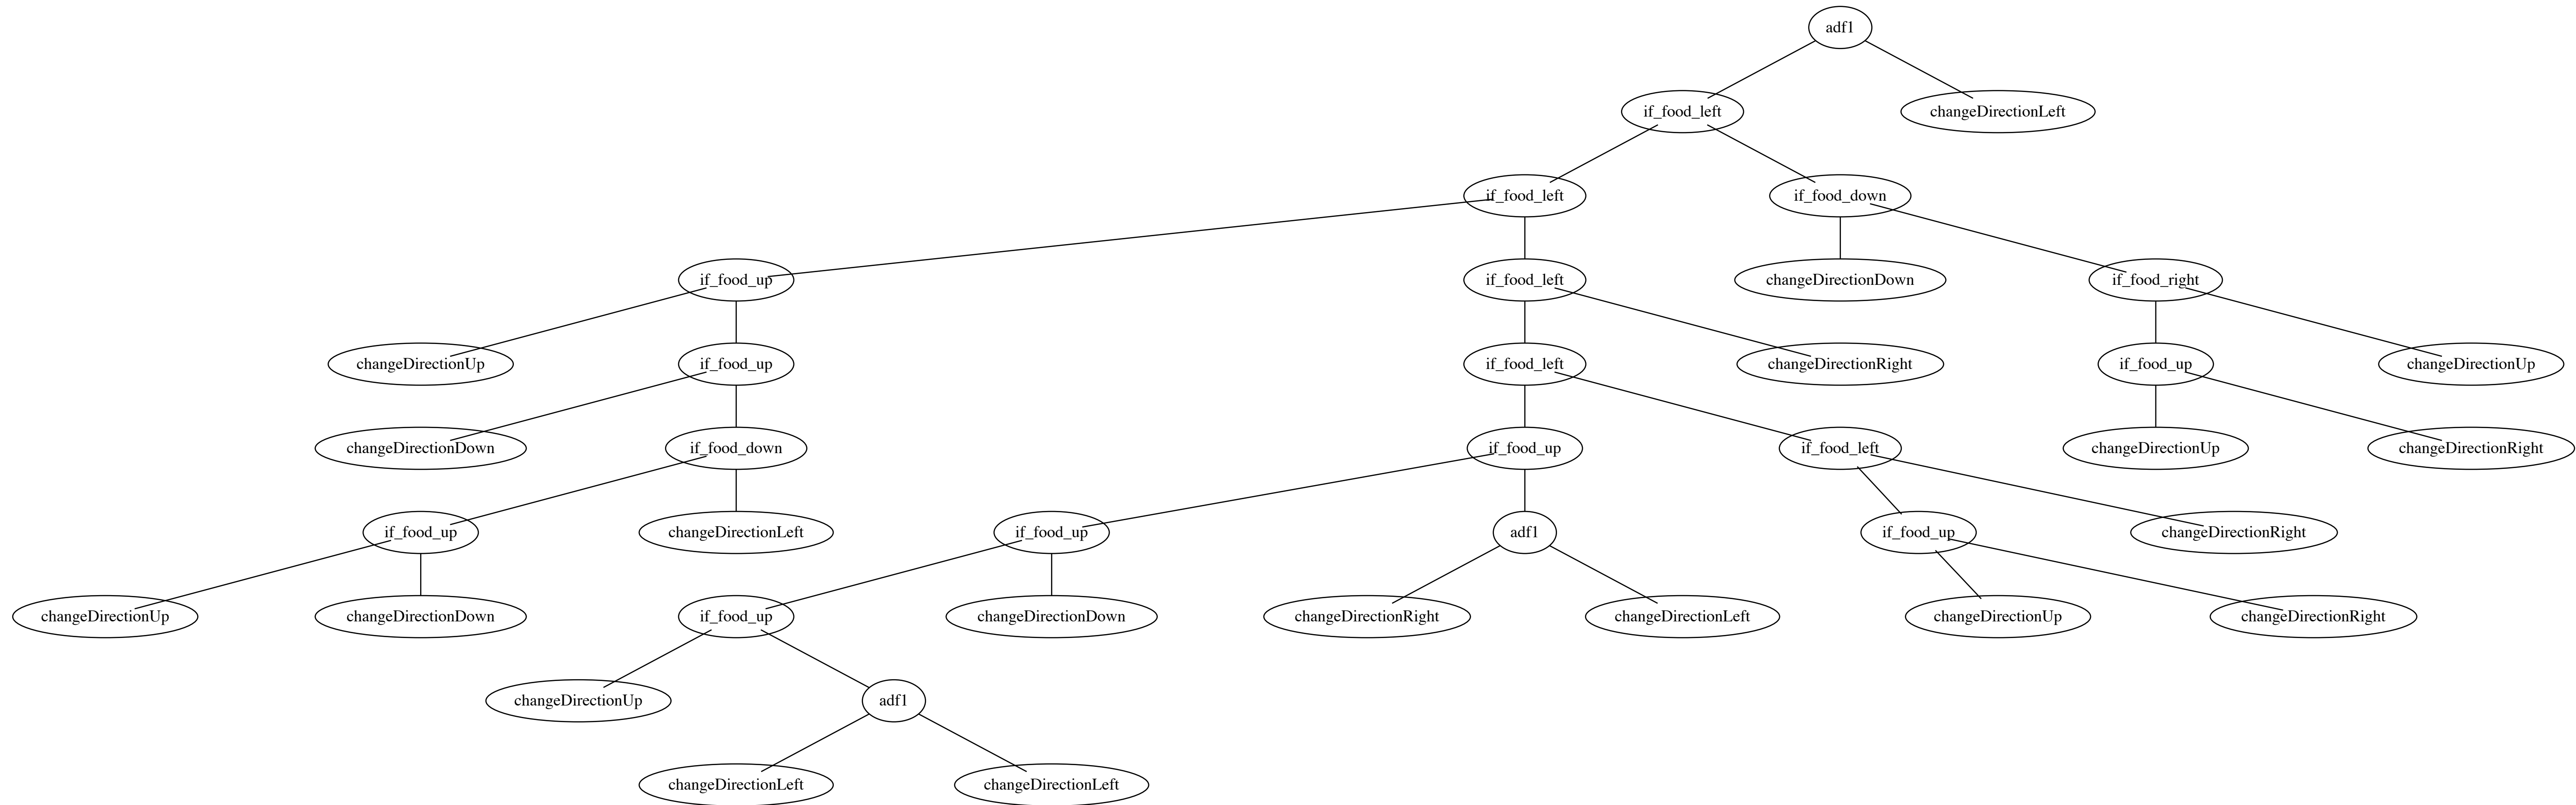 adf1
if_food_left
changeDirectionLeft
if_food_left
if_food_down
if_food_up
if_food_left
changeDirectionDown
if_food_right
changeDirectionUp
if_food_up
if_food_left
changeDirectionRight
if_food_up
changeDirectionUp
changeDirectionDown
if_food_down
if_food_up
if_food_left
changeDirectionUp
changeDirectionRight
if_food_up
changeDirectionLeft
if_food_up
adf1
if_food_up
changeDirectionRight
changeDirectionUp
changeDirectionDown
if_food_up
changeDirectionDown
changeDirectionRight
changeDirectionLeft
changeDirectionUp
changeDirectionRight
changeDirectionUp
adf1
changeDirectionLeft
changeDirectionLeft